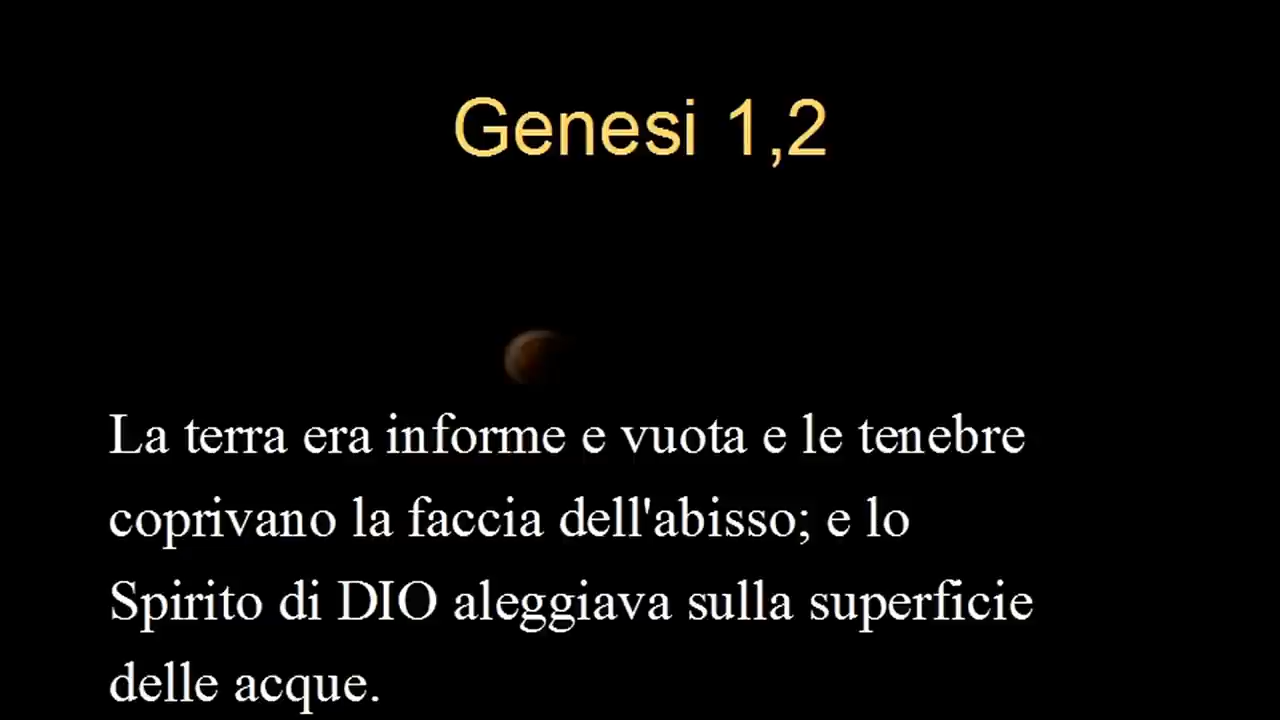 Genesi 1,2
La terra era informe e vuota e le tenebre
coprivano la faccia dell'abisso; e lo
Spirito di DIO aleggiava sulla superficie
delle acque.